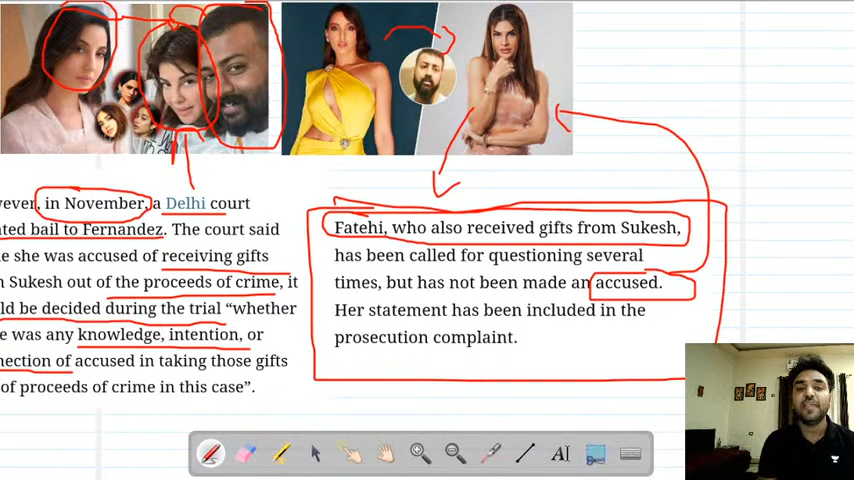 vever, in November, a Delhi court
nted bail to Fernandez. The court said
e she was accused of receiving gifts
n Sukesh out of the proceeds of crime, it
ld be decided during the trial “whether
e was any knowledge, intention, or
nection of accused in taking those gifts
of proceeds of crime in this case”.
Fatehi, who also received gifts from Sukesh,
has been called for questioning several
times, but has not been made an accused.
Her statement has been included in the
prosecution complaint.
AI